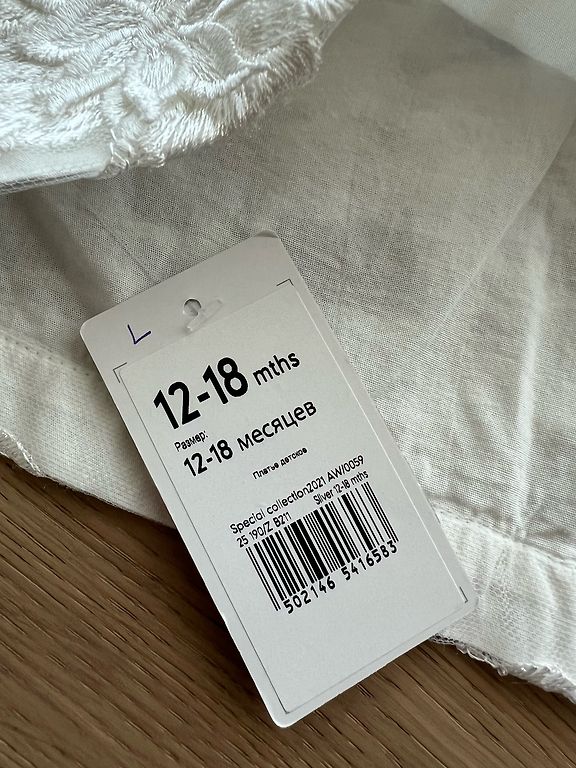 L
12-18 mths
Размер:
12-18 месяцев
Платье детское
Special collection2021 AW/0059
25 190/Z B211 Silver 12-18 mths
502146 5416583